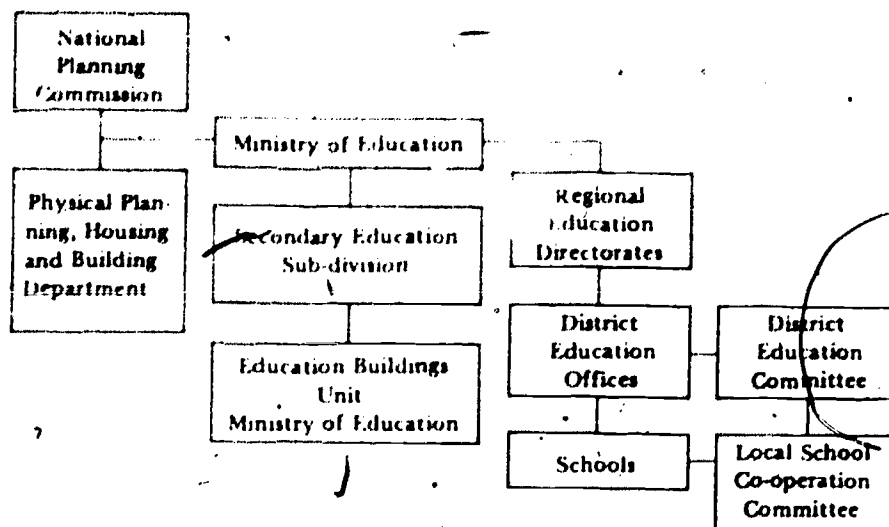 National
Planning
Commission
Ministry of Education
Physical Plan-
ning, Housing
and Building
Department
Secondary Education
Sub-division
Education Buildings
Unit
Ministry of Education
Regional
Education
Directorates
District
Education
Offices
District
Education
Committee
Schools
Local School
Co-operation
Committee